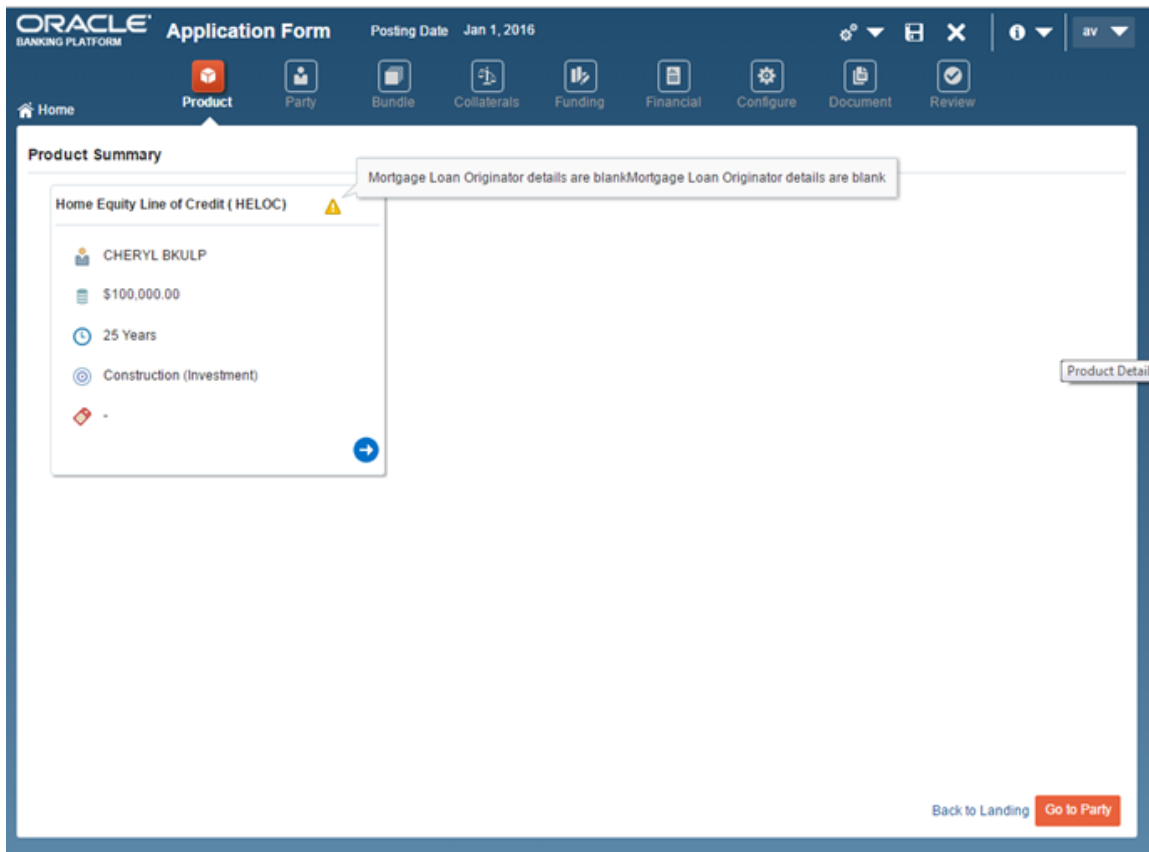 ORACLE
BANKING PLATFORM
Application Form
Posting Date Jan 1, 2016
av
Home
Product
Party
Bundle
Collaterals
Funding
Financial
Configure
Document
Review
Product Summary
Mortgage Loan Originator details are blankMortgage Loan Originator details are blank
Home Equity Line of Credit ( HELOC)
CHERYL BKULP
$100,000.00
25 Years
Construction (Investment)
-
Product Detail
Back to Landing
Go to Party